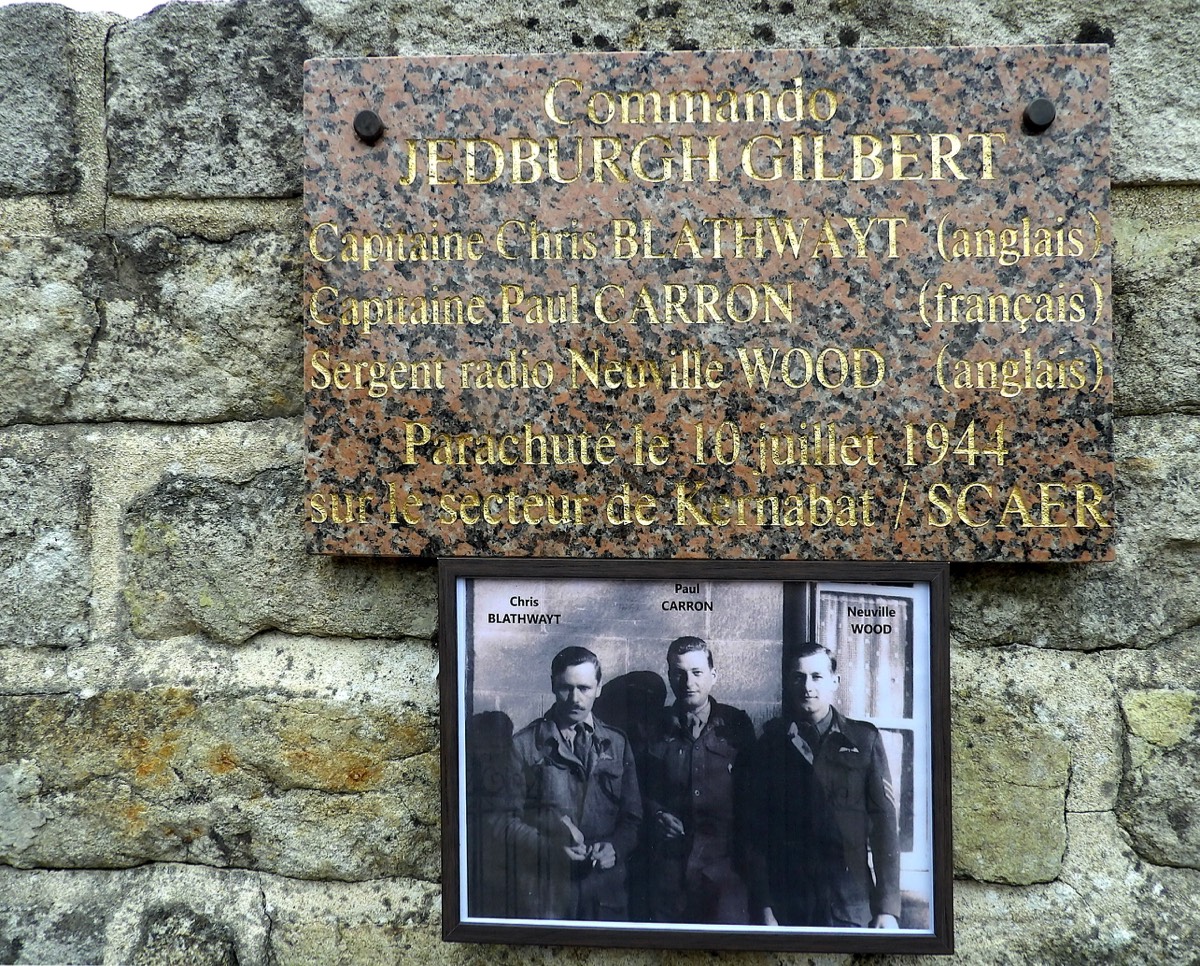 Commando
JEDBURGH GILBERT
Capitaine Chris BLATHWAYT (anglais)
Capitaine Paul CARRON (français)
Sergent radio Neuville WOOD (anglais)
Parachuté le 10 juillet 1944
sur le secteur de Kernabat / SCAER
Chris
BLATHWAYT
Paul
CARRON
Neuville
WOOD